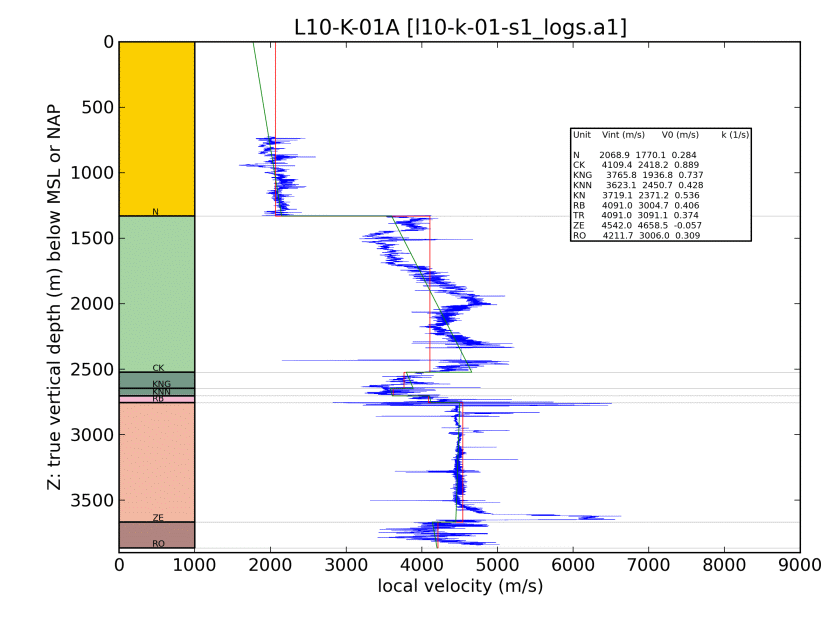 L10-K-01A [l10-k-01-s1_logs.a1]
Z: true vertical depth (m) below MSL or NAP
0
500
1000
1500
2000
2500
3000
3500
N
CK
KNG
KNN
RB
ZE
RO
Unit Vint (m/s) V0 (m/s) k (1/s)
N 2068.9 1770.1 0.284
CK 4109.4 2418.2 0.889
KNG 3765.8 1936.8 0.737
KNN 3623.1 2450.7 0.428
KN 3719.1 2371.2 0.536
RB 4091.0 3004.7 0.406
TR 4091.0 3091.1 0.374
ZE 4542.0 4658.5 -0.057
RO 4211.7 3006.0 0.309
0 1000 2000 3000 4000 5000 6000 7000 8000 9000
local velocity (m/s)